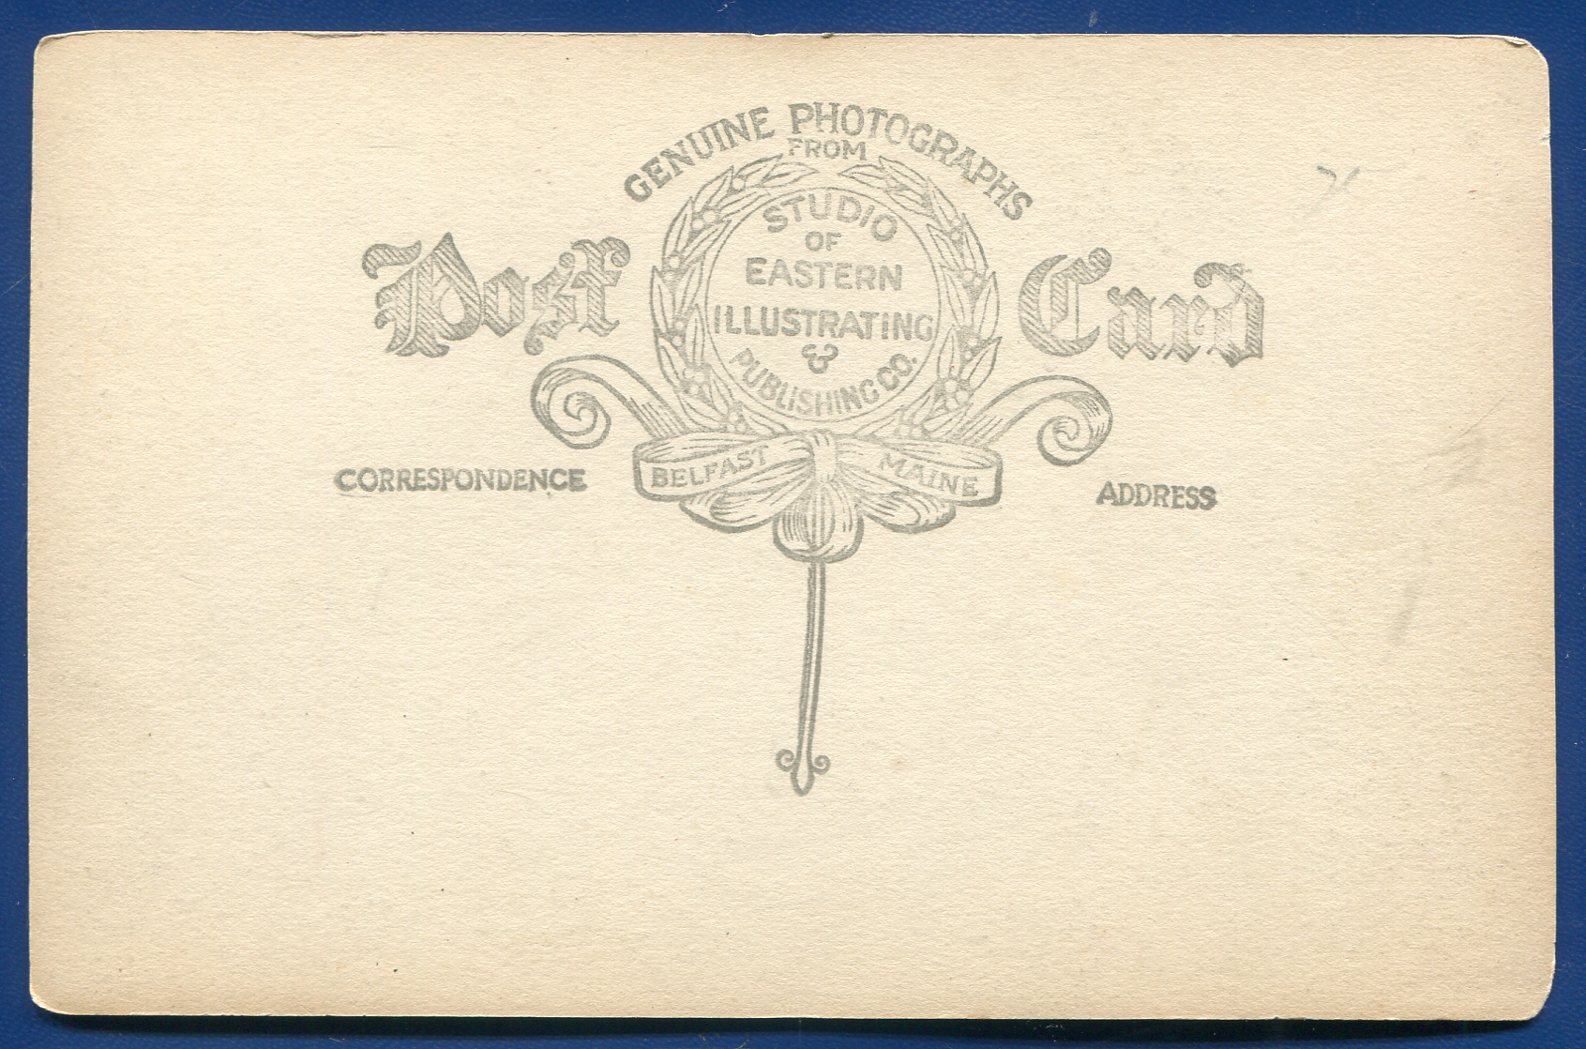 GENUINE PHOTOGRAPHS
FROM
Post Card
STUDIO
OF
EASTERN
ILLUSTRATING
&
PUBLISHING CO.
BELFAST MAINE
CORRESPONDENCE
ADDRESS